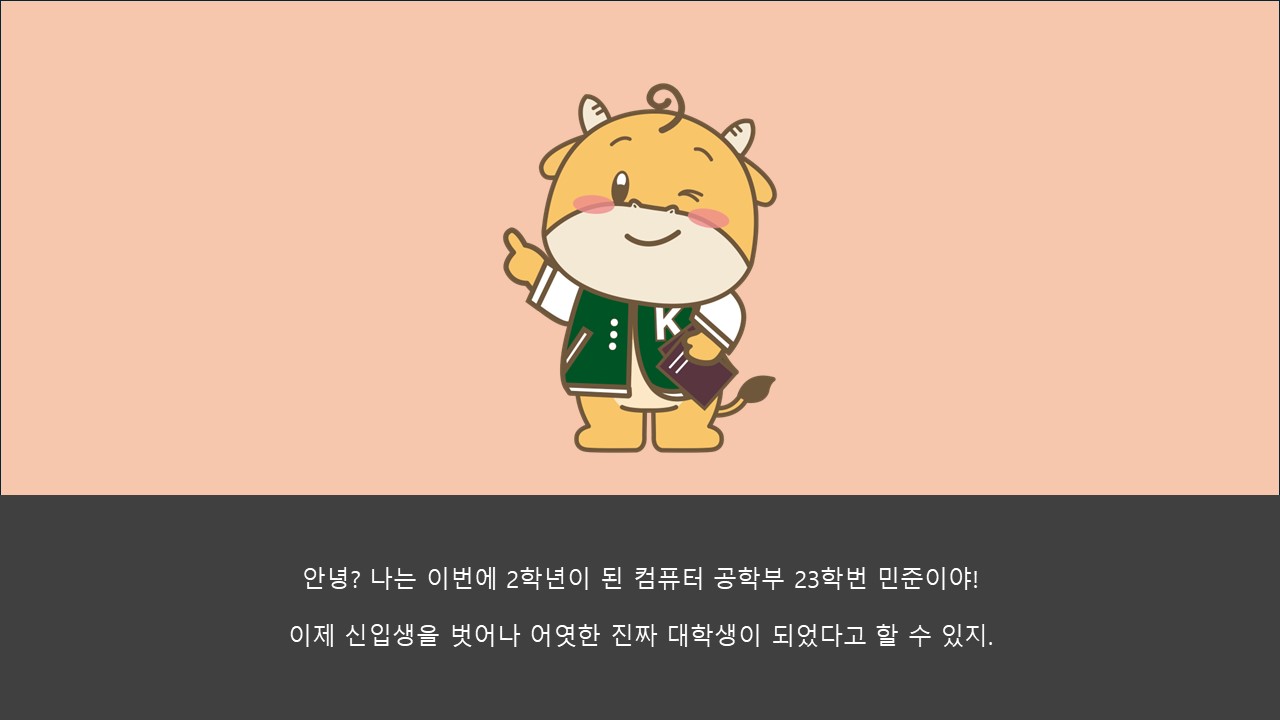 K
안녕? 나는 이번에 2학년이 된 컴퓨터 공학부 23학번 민준이야!
이제 신입생을 벗어나 어엿한 진짜 대학생이 되었다고 할 수 있지.